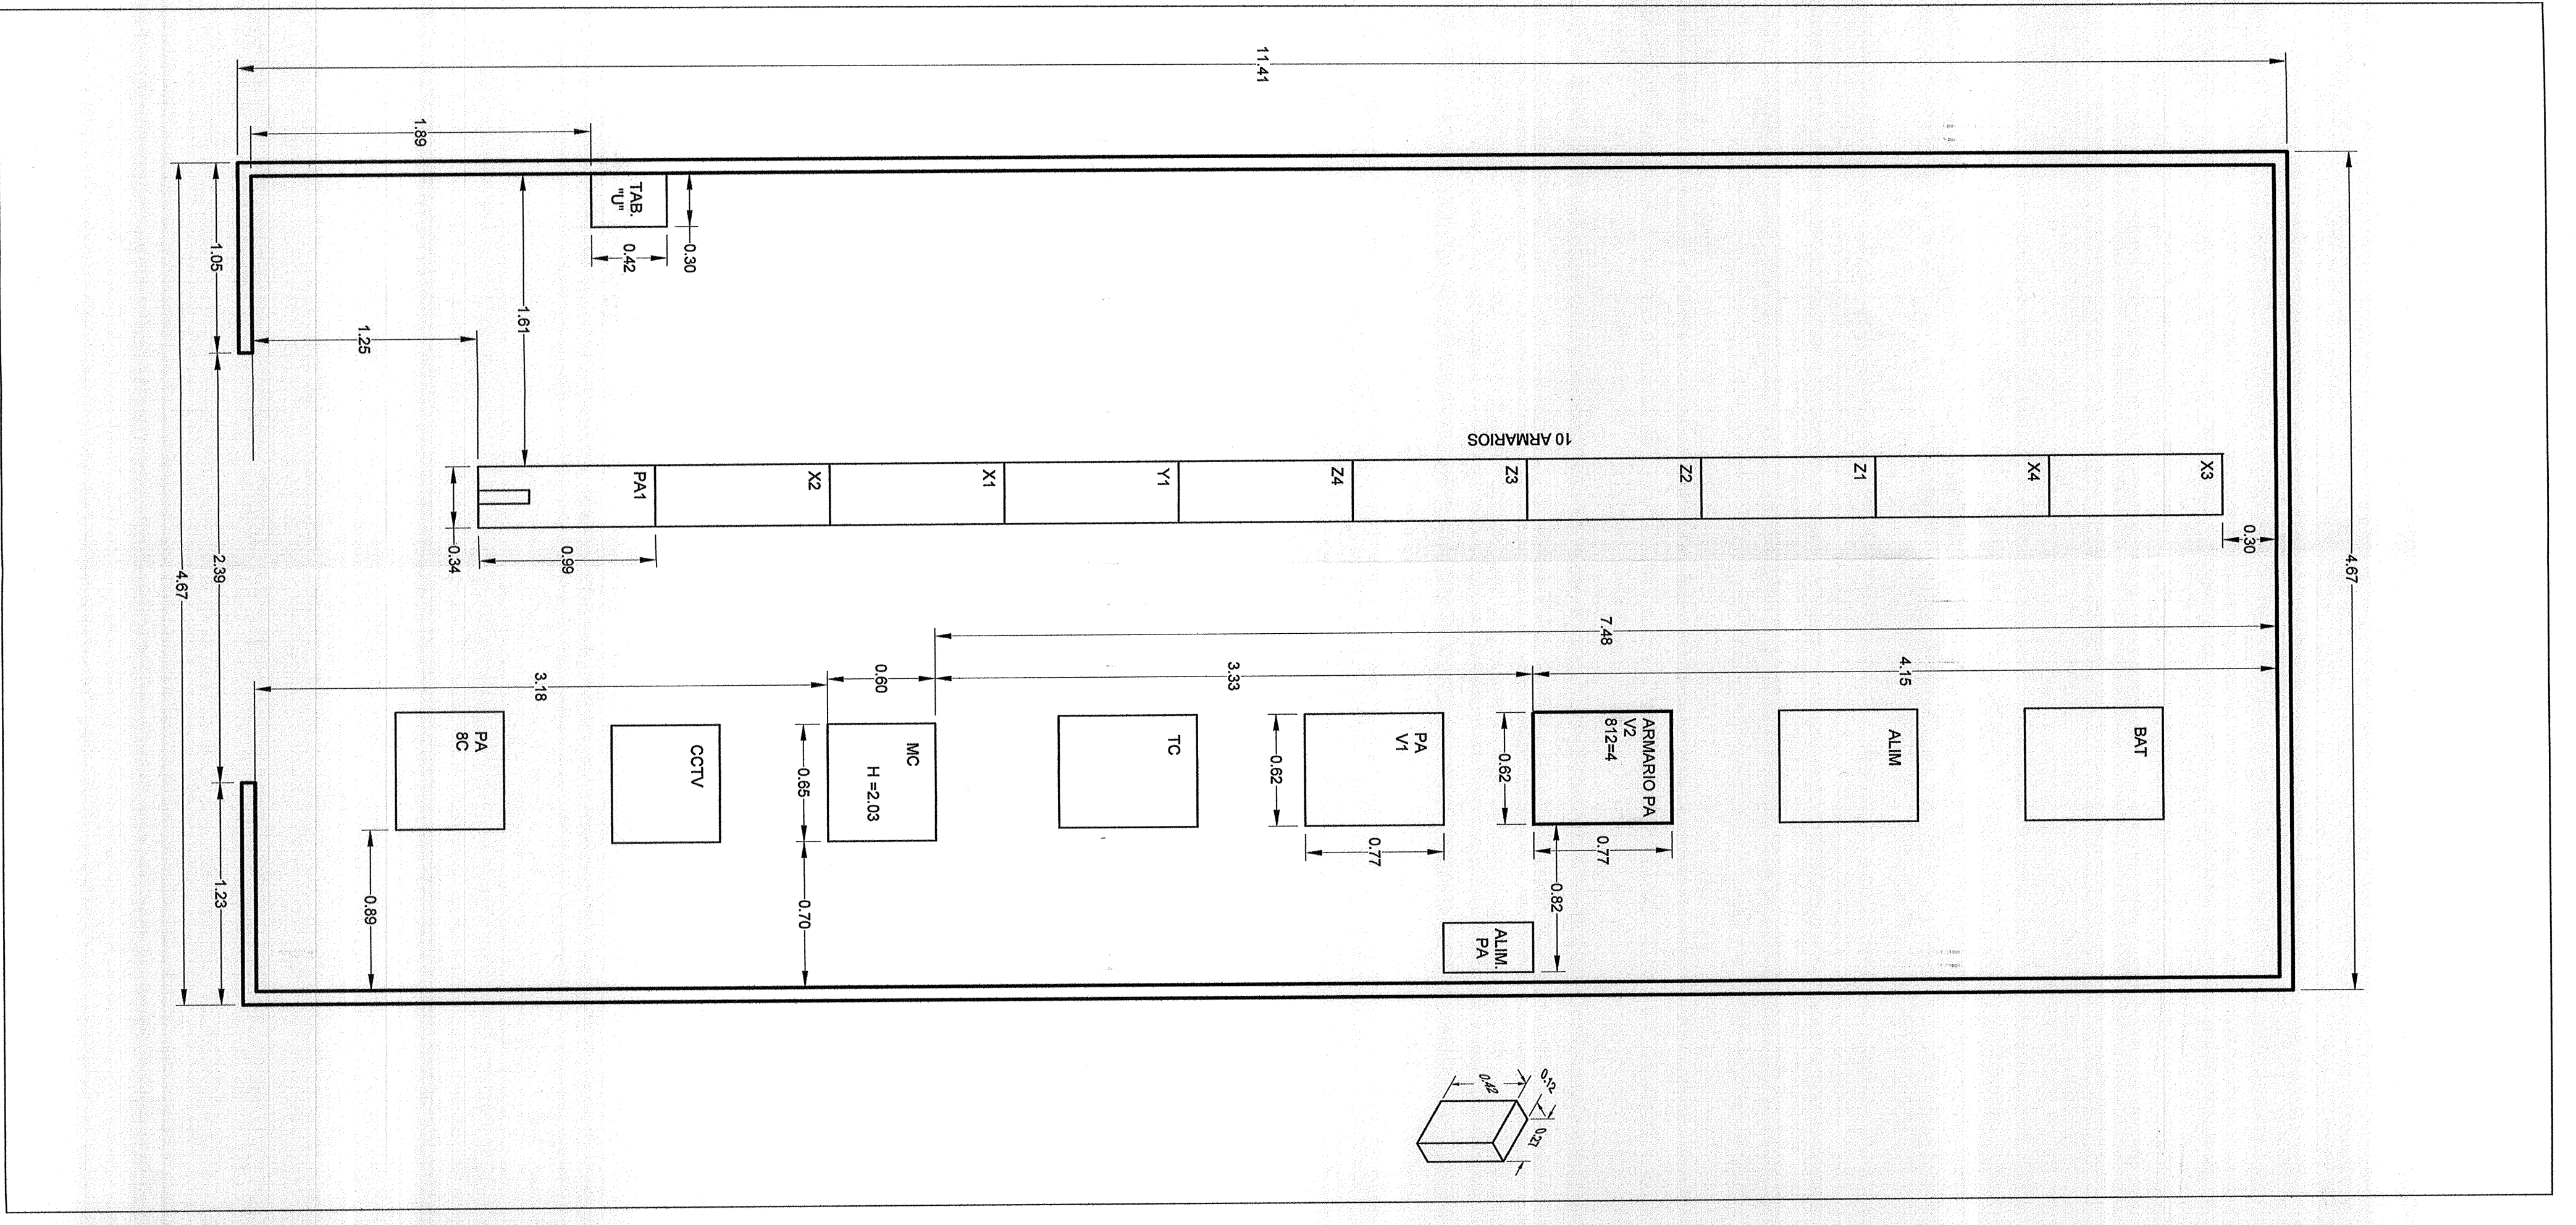 11.41
1.89
4.67
TAB.
"U"
0.30
0.42
1.05
1.61
1.25
10 ARMARIOS
PA1
X2
X1
Y1
Z4
Z3
Z2
Z1
X4
X3
0.30
0.34
0.99
2.39
4.67
7.48
3.18
0.60
3.33
4.15
PA
8C
CCTV
MC
H =2.03
TC
PA
V1
ARMARIO PA
V2
812=4
ALIM
BAT
0.65
0.62
0.62
0.77
0.77
1.23
0.89
0.70
0.82
ALIM.
PA
0.42
0.12
0.27